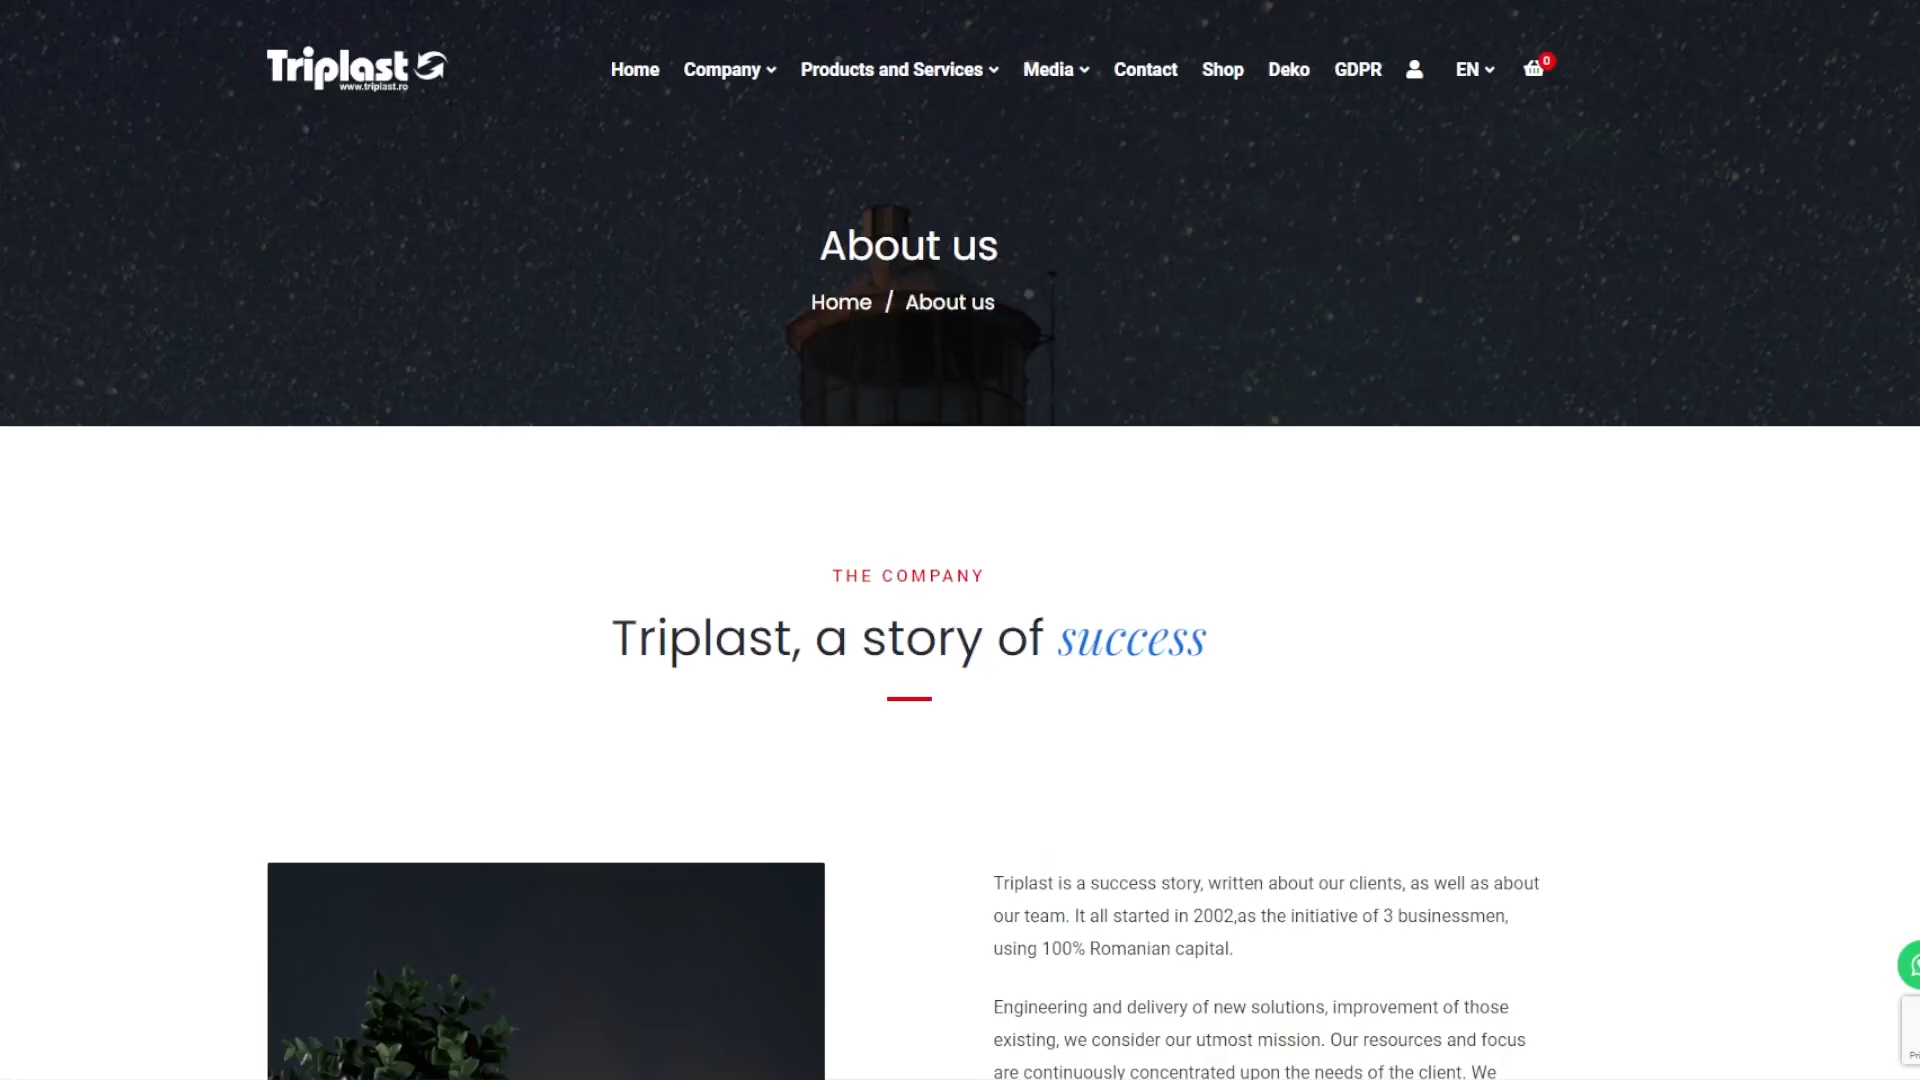 Triplast
www.triplast.ro
Home Company Products and Services Media Contact Shop Deko GDPR EN 0
About us
Home / About us
THE COMPANY
Triplast, a story of success
Triplast is a success story, written about our clients, as well as about
our team. It all started in 2002,as the initiative of 3 businessmen,
using 100% Romanian capital.
Engineering and delivery of new solutions, improvement of those
existing, we consider our utmost mission. Our resources and focus
are continuously concentrated upon the needs of the client. We